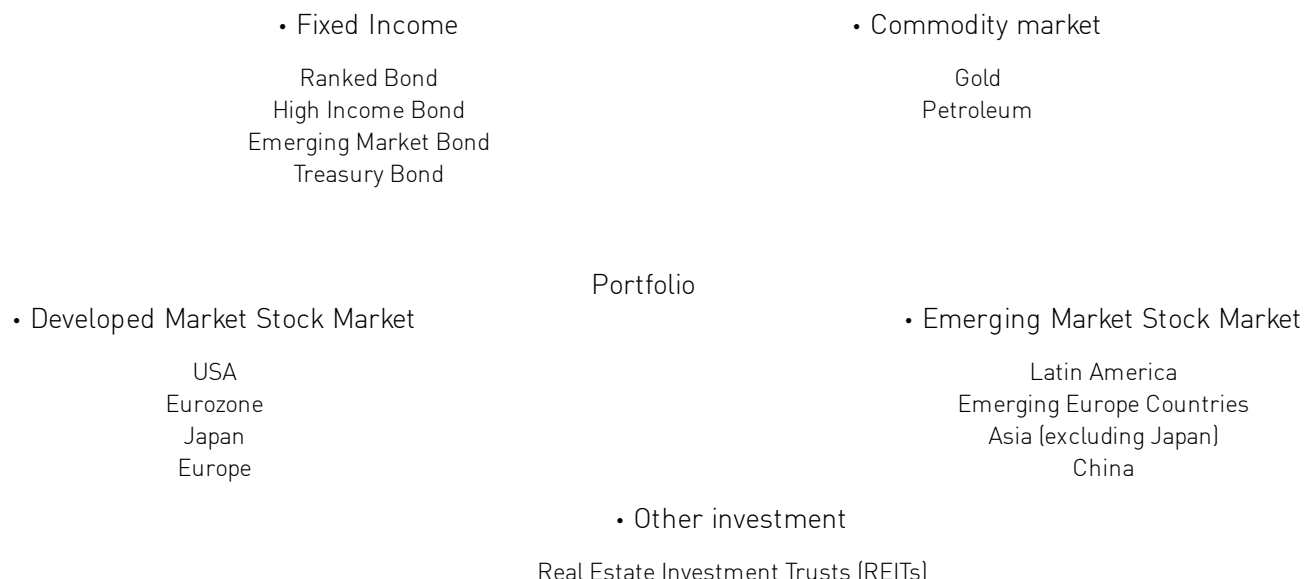 • Fixed Income
Ranked Bond
High Income Bond
Emerging Market Bond
Treasury Bond
• Commodity market
Gold
Petroleum
Portfolio
• Developed Market Stock Market
USA
Eurozone
Japan
Europe
• Emerging Market Stock Market
Latin America
Emerging Europe Countries
Asia (excluding Japan)
China
• Other investment
Real Estate Investment Trusts (REITs)